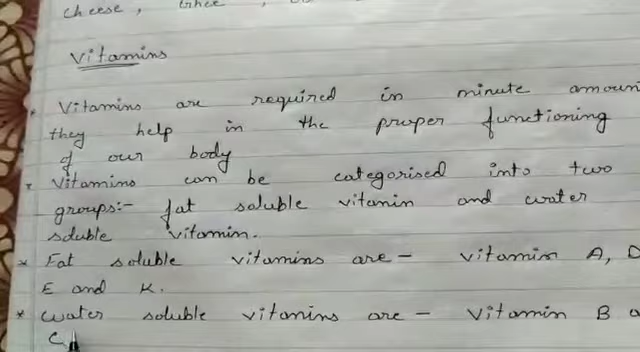 cheese, Ghee,
Vitamins
* Vitamins are required in minute amoun
they help in the proper functioning
of our body
* Vitamins can be categorised into two
groups:- fat soluble vitamin and water
soluble vitamin.
* Fat soluble vitamins are - vitamin A, D
E and K.
* Water soluble vitamins are - Vitamin B a
C